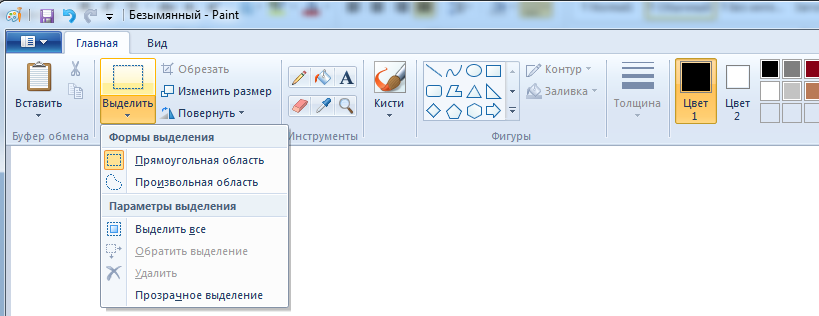 Безымянный - Paint
Главная Вид
Вставить
Выделить
Обрезать
Изменить размер
Повернуть
A
Кисти
Контур
Заливка
Толщина
Цвет 1
Цвет 2
Буфер обмена
Инструменты
Фигуры
Формы выделения
Прямоугольная область
Произвольная область
Параметры выделения
Выделить все
Обратить выделение
Удалить
Прозрачное выделение